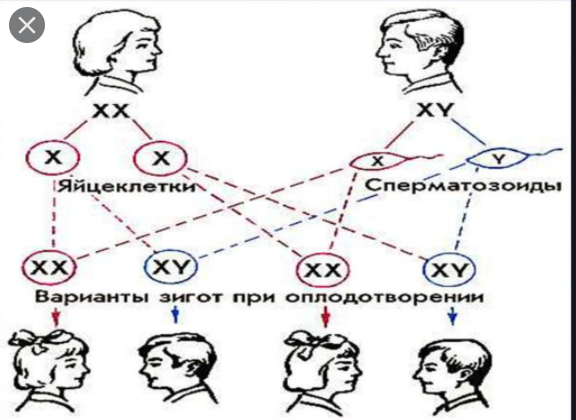 XX XY
X X X Y
Яйцеклетки Сперматозоиды
XX XY XX XY
Варианты зигот при оплодотворении